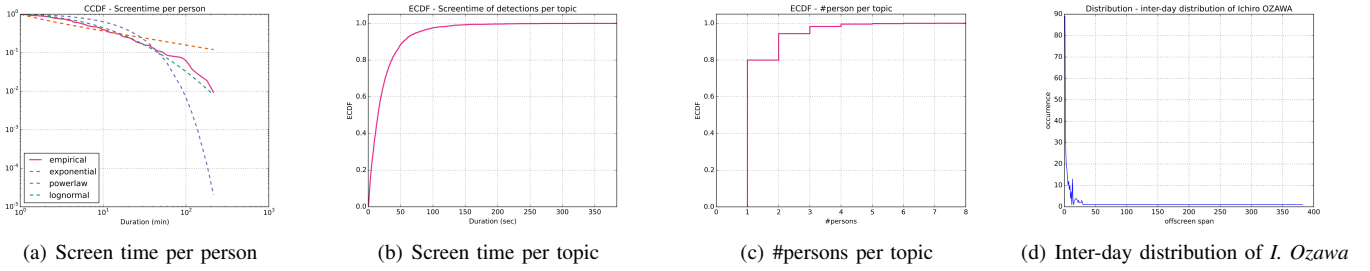 CCDF - Screentime per person
10^0
10^-1
10^-2
10^-3
10^-4
10^-5
empirical
exponential
powerlaw
lognormal
10^0
10^1
10^2
10^3
Duration (min)
(a) Screen time per person
ECDF - Screentime of detections per topic
ECDF
1.0
0.8
0.6
0.4
0.2
0.0
0 50 100 150 200 250 300 350
Duration (sec)
(b) Screen time per topic
ECDF - #person per topic
ECDF
1.0
0.8
0.6
0.4
0.2
0.0
0 1 2 3 4 5 6 7 8
#persons
(c) #persons per topic
Distribution - inter-day distribution of Ichiro OZAWA
occurrence
90
80
70
60
50
40
30
20
10
0
0 50 100 150 200 250 300 350 400
offscreen span
(d) Inter-day distribution of I. Ozawa